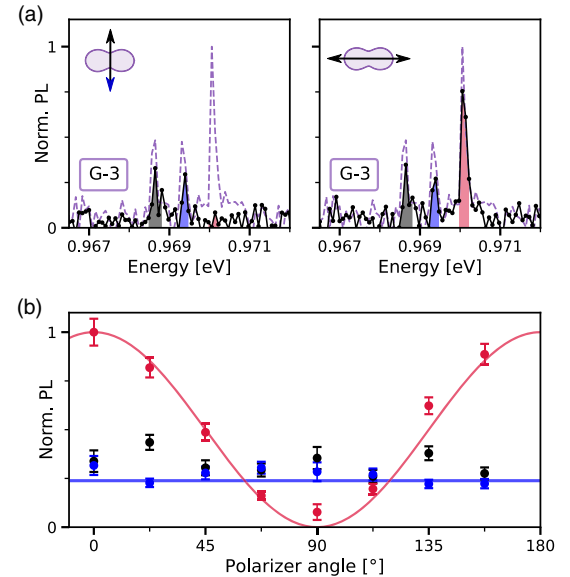 (a)
1
0
Norm. PL
G-3
G-3
0.967 0.969 0.971 0.967 0.969 0.971
Energy [eV] Energy [eV]
(b)
1
0
Norm. PL
0 45 90 135 180
Polarizer angle [°]